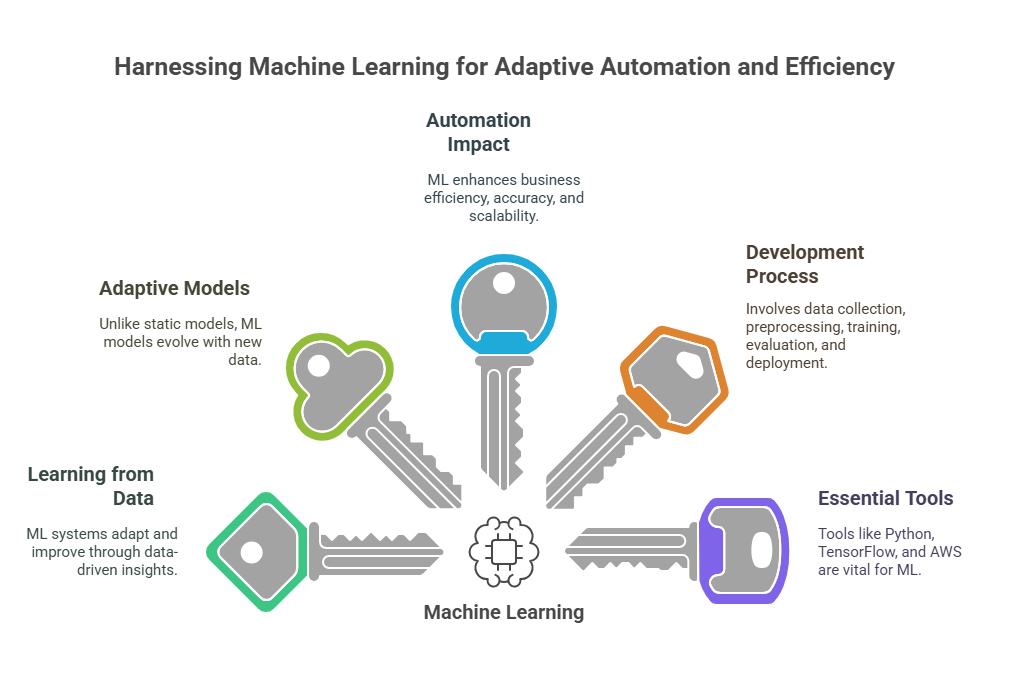 Harnessing Machine Learning for Adaptive Automation and Efficiency
Automation
Impact
ML enhances business
efficiency, accuracy, and
scalability.
Development
Process
Involves data collection,
preprocessing, training,
evaluation, and
deployment.
Adaptive Models
Unlike static models, ML
models evolve with new
data.
Learning from
Data
ML systems adapt and
improve through data-
driven insights.
Essential Tools
Tools like Python,
TensorFlow, and AWS
are vital for ML.
Machine Learning